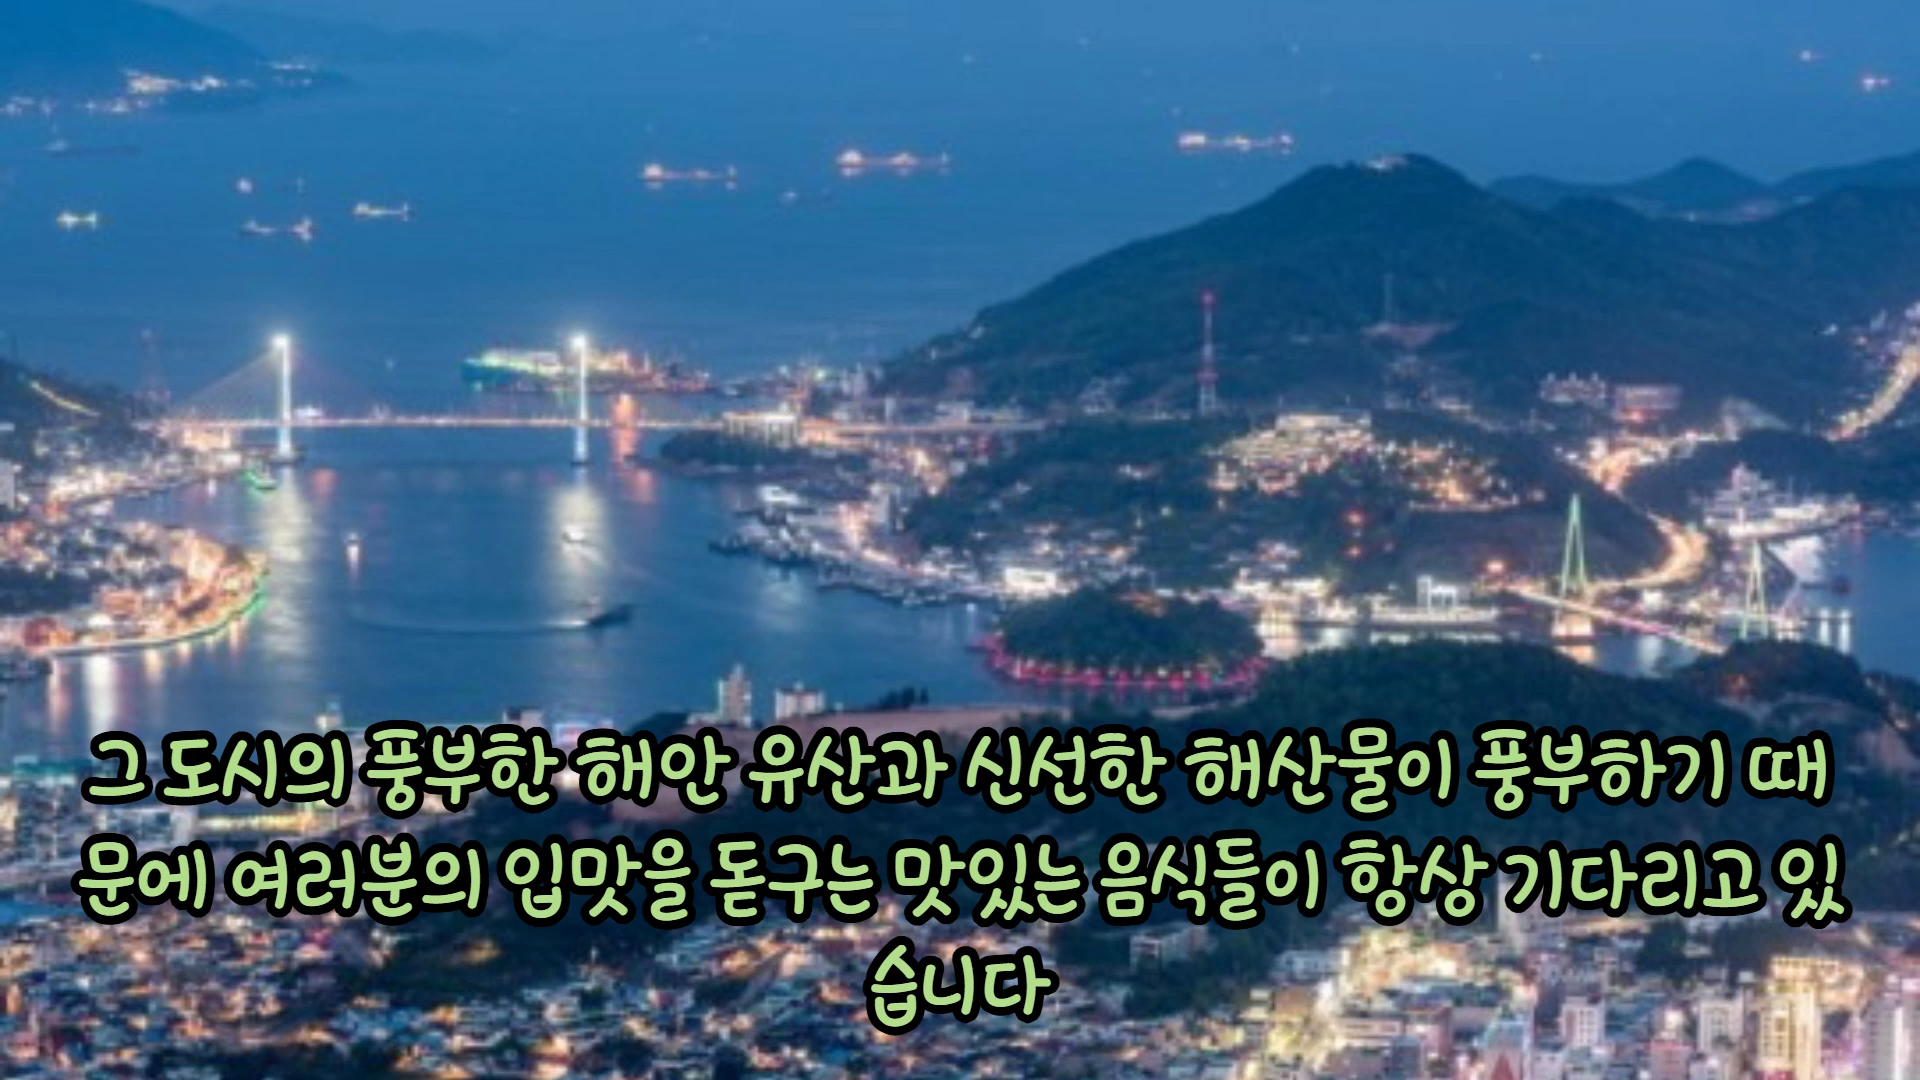 그 도시의 풍부한 해안 유산과 신선한 해산물이 풍부하기 때
문에 여러분의 입맛을 돋구는 맛있는 음식들이 항상 기다리고 있
습니다